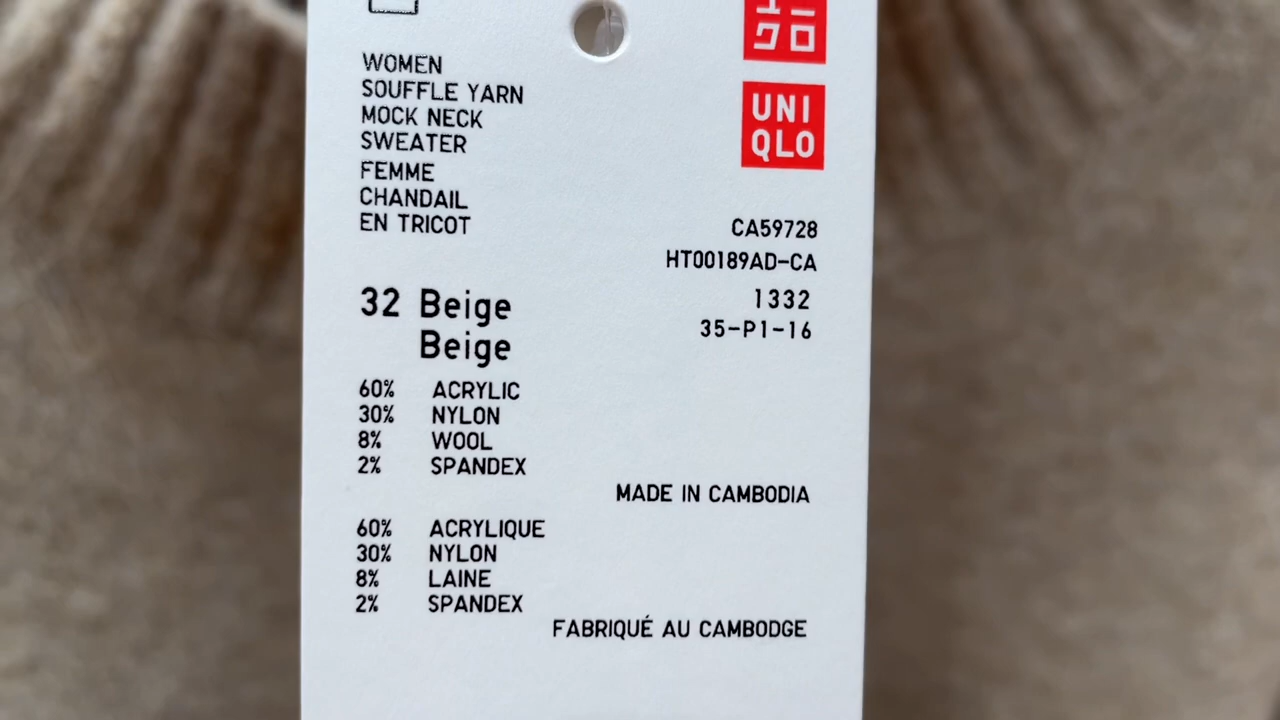 WOMEN
SOUFFLE YARN
MOCK NECK
SWEATER
FEMME
CHANDAIL
EN TRICOT
UNI
QLO
CA59728
HT00189AD-CA
1332
35-P1-16
32 Beige
Beige
60% ACRYLIC
30% NYLON
8% WOOL
2% SPANDEX
MADE IN CAMBODIA
60% ACRYLIQUE
30% NYLON
8% LAINE
2% SPANDEX
FABRIQUÉ AU CAMBODGE